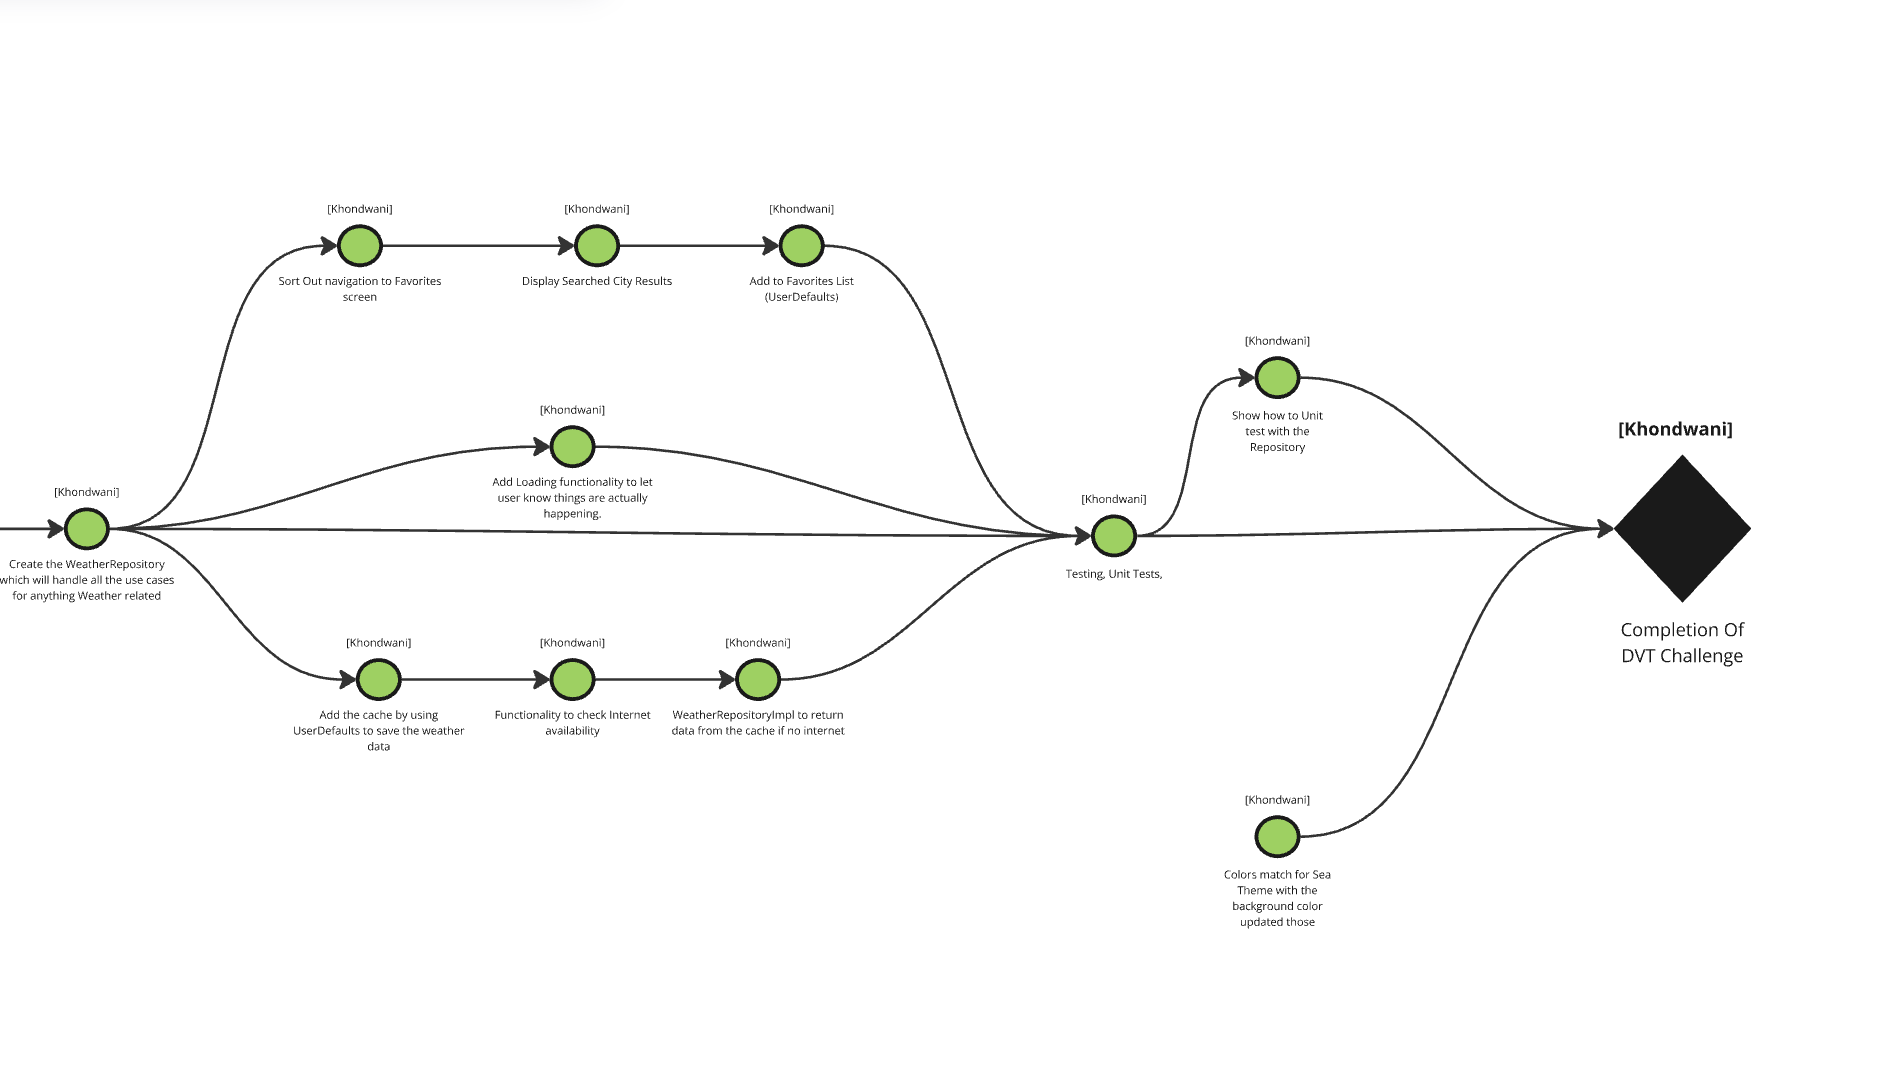 [Khondwani]
Create the WeatherRepository
which will handle all the use cases
for anything Weather related
[Khondwani]
Sort Out navigation to Favorites
screen
[Khondwani]
Display Searched City Results
[Khondwani]
Add to Favorites List
(UserDefaults)
[Khondwani]
Add Loading functionality to let
user know things are actually
happening.
[Khondwani]
Add the cache by using
UserDefaults to save the weather
data
[Khondwani]
Functionality to check Internet
availability
[Khondwani]
WeatherRepositoryImpl to return
data from the cache if no internet
[Khondwani]
Testing, Unit Tests,
[Khondwani]
Show how to Unit
test with the
Repository
[Khondwani]
Colors match for Sea
Theme with the
background color
updated those
[Khondwani]
Completion Of
DVT Challenge